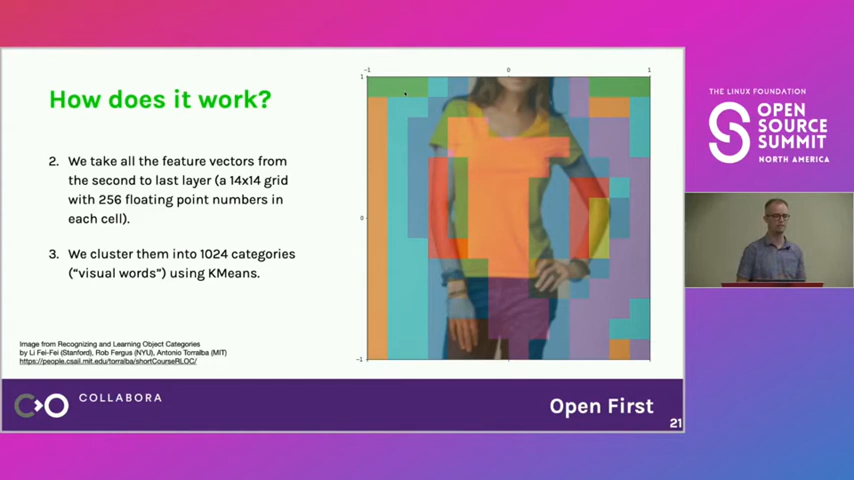 How does it work?
2. We take all the feature vectors from
the second to last layer (a 14x14 grid
with 256 floating point numbers in
each cell).
3. We cluster them into 1024 categories
("visual words") using KMeans.
Image from Recognizing and Learning Object Categories
by Li Fei-Fei (Stanford), Rob Fergus (NYU), Antonio Torralba (MIT)
https://people.csail.mit.edu/torralba/shortCourseRLOC/
−1
0
1
1
0
−1
COLLABORA
Open First
21
THE LINUX FOUNDATION
OPEN
SOURCE
SUMMIT
NORTH AMERICA